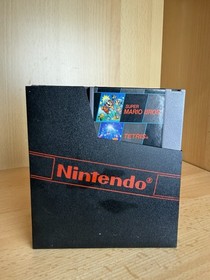 SUPER
MARIO BROS.
TETRIS
Nintendo®